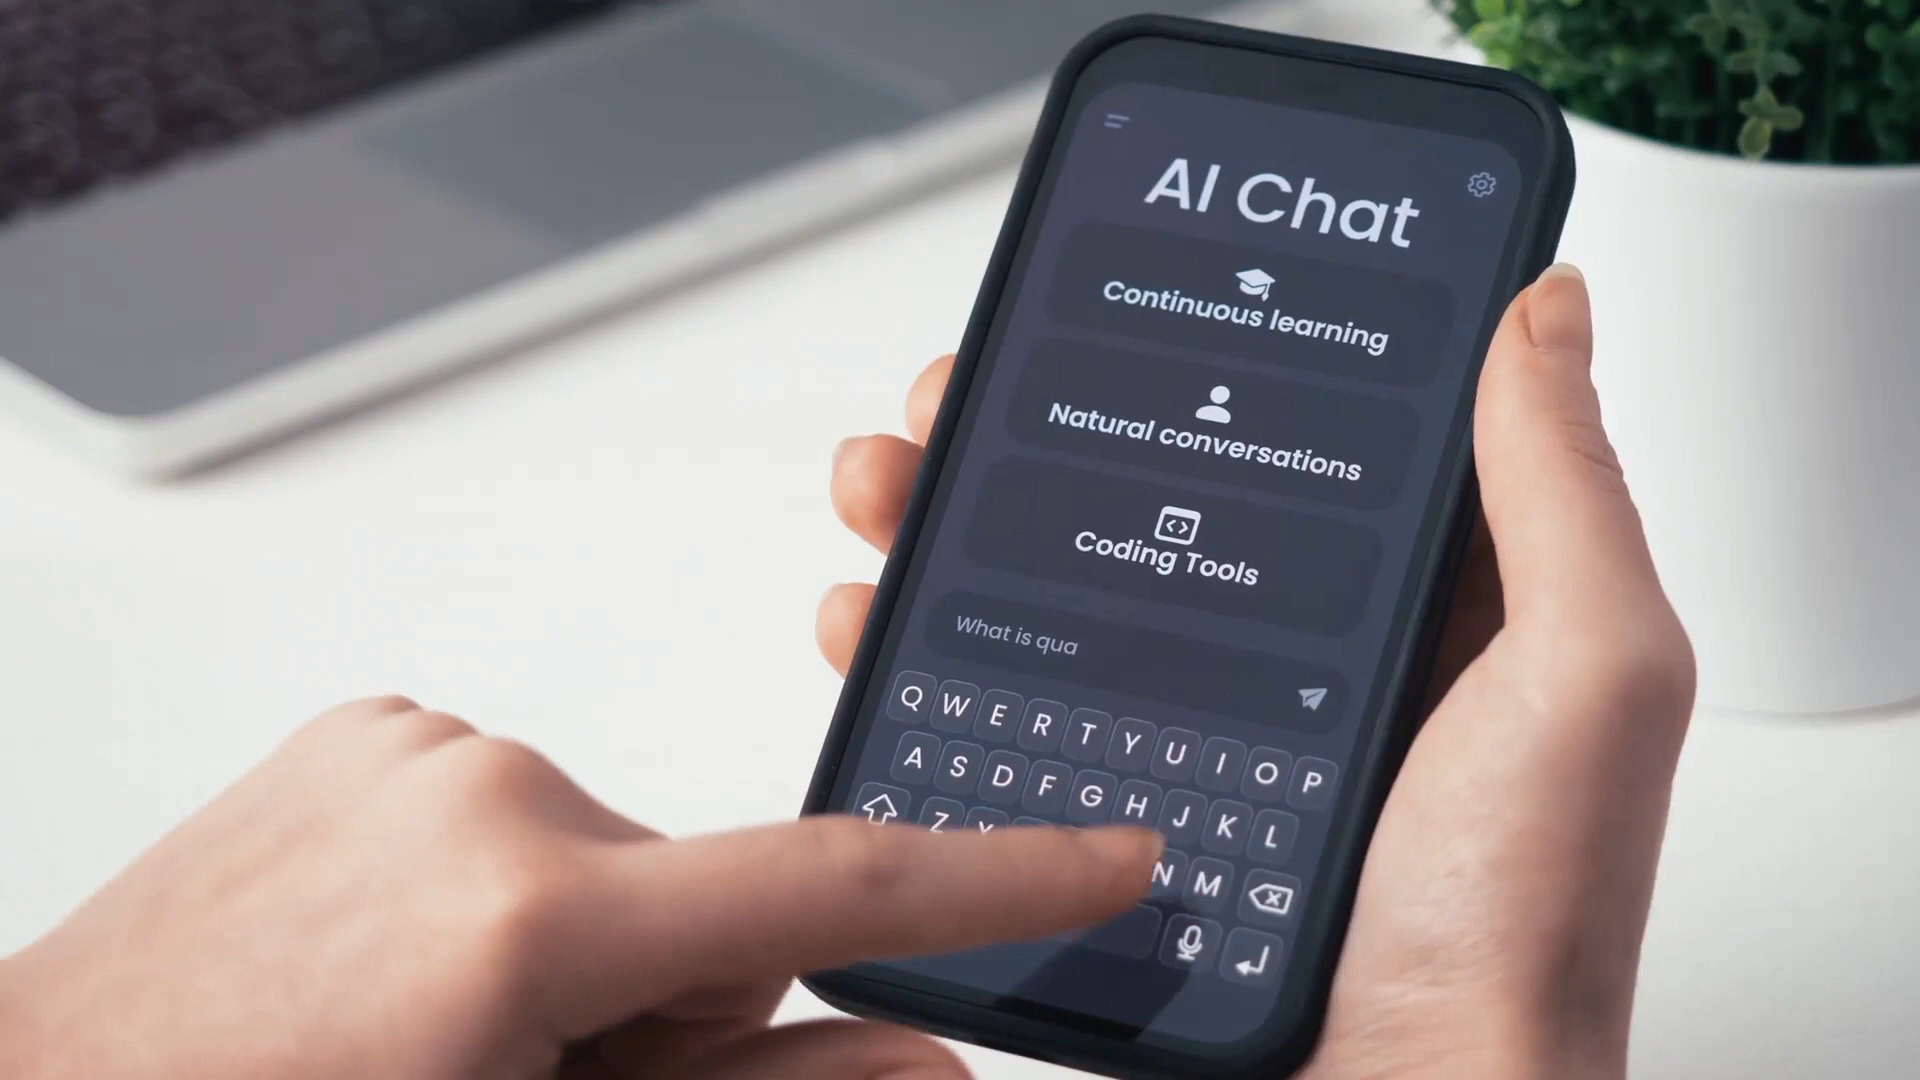 AI Chat
Continuous learning
Natural conversations
Coding Tools
What is qua
Q W E R T Y U I O P
A S D F G H J K L
Z X N M